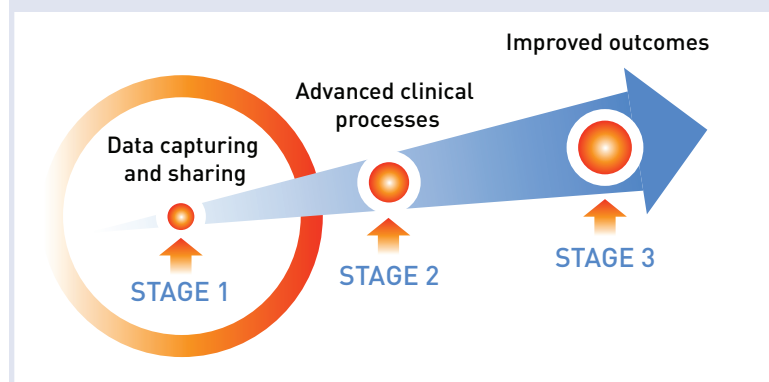 Improved outcomes
Advanced clinical
processes
Data capturing
and sharing
STAGE 1
STAGE 2
STAGE 3